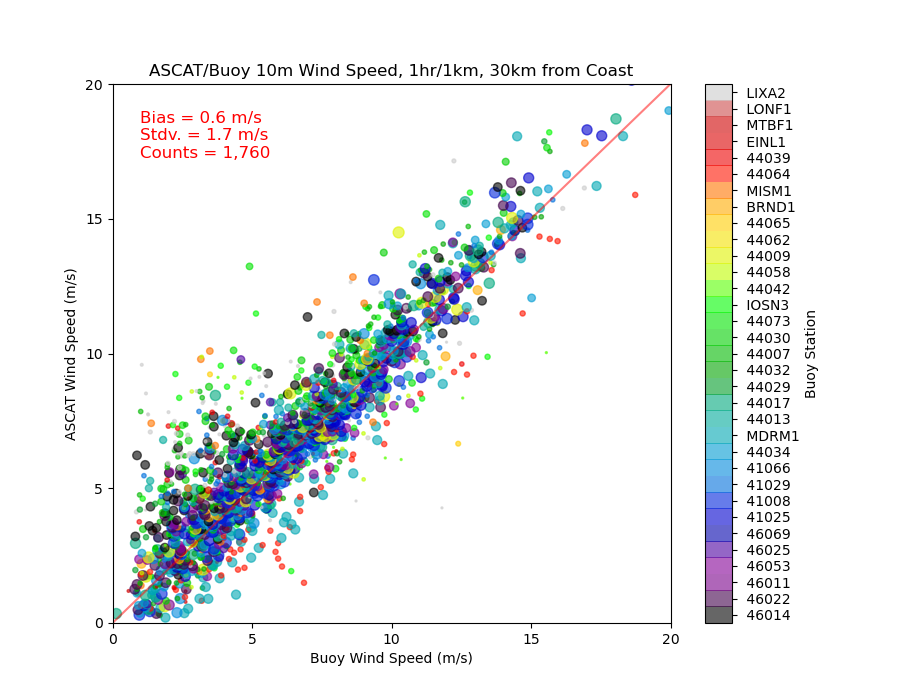 ASCAT/Buoy 10m Wind Speed, 1hr/1km, 30km from Coast
Bias = 0.6 m/s
Stdv. = 1.7 m/s
Counts = 1,760
ASCAT Wind Speed (m/s)
20
15
10
5
0
0 5 10 15 20
Buoy Wind Speed (m/s)
LIXA2
LONF1
MTBF1
EINL1
44039
44064
MISM1
BRND1
44065
44062
44009
44058
44042
IOSN3
44073
44030
44007
44032
44029
44017
44013
MDRM1
44034
41066
41029
41008
41025
46069
46025
46053
46011
46022
46014
Buoy Station